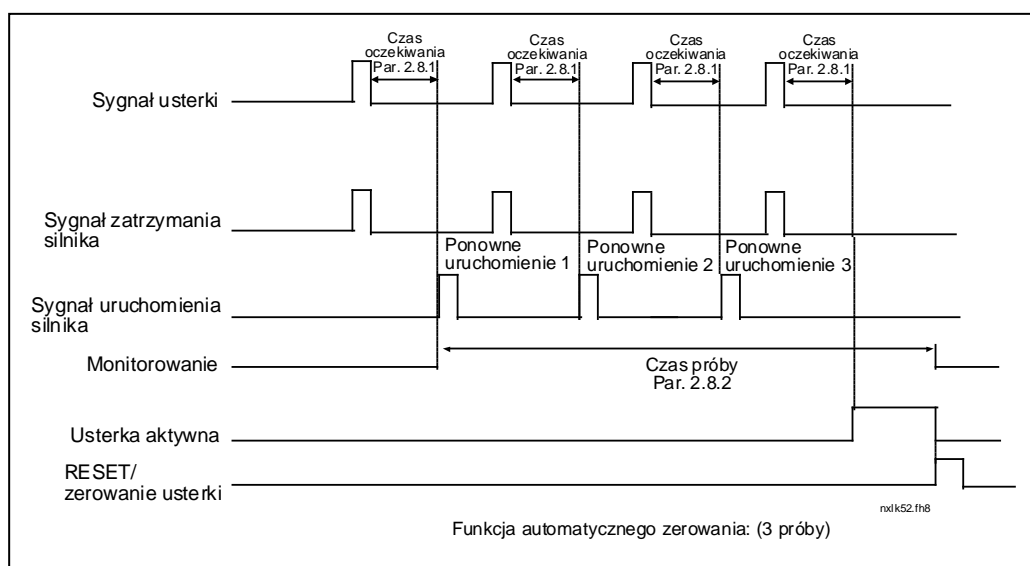 Czas
oczekiwania
Par. 2.8.1
Czas
oczekiwania
Par. 2.8.1
Czas
oczekiwania
Par. 2.8.1
Czas
oczekiwania
Par. 2.8.1
Sygnał usterki
Sygnał zatrzymania
silnika
Ponowne
uruchomienie 1
Ponowne
uruchomienie 2
Ponowne
uruchomienie 3
Sygnał uruchomienia
silnika
Monitorowanie
Czas próby
Par. 2.8.2
Usterka aktywna
RESET/
zerowanie usterki
nxlk52.fh8
Funkcja automatycznego zerowania: (3 próby)